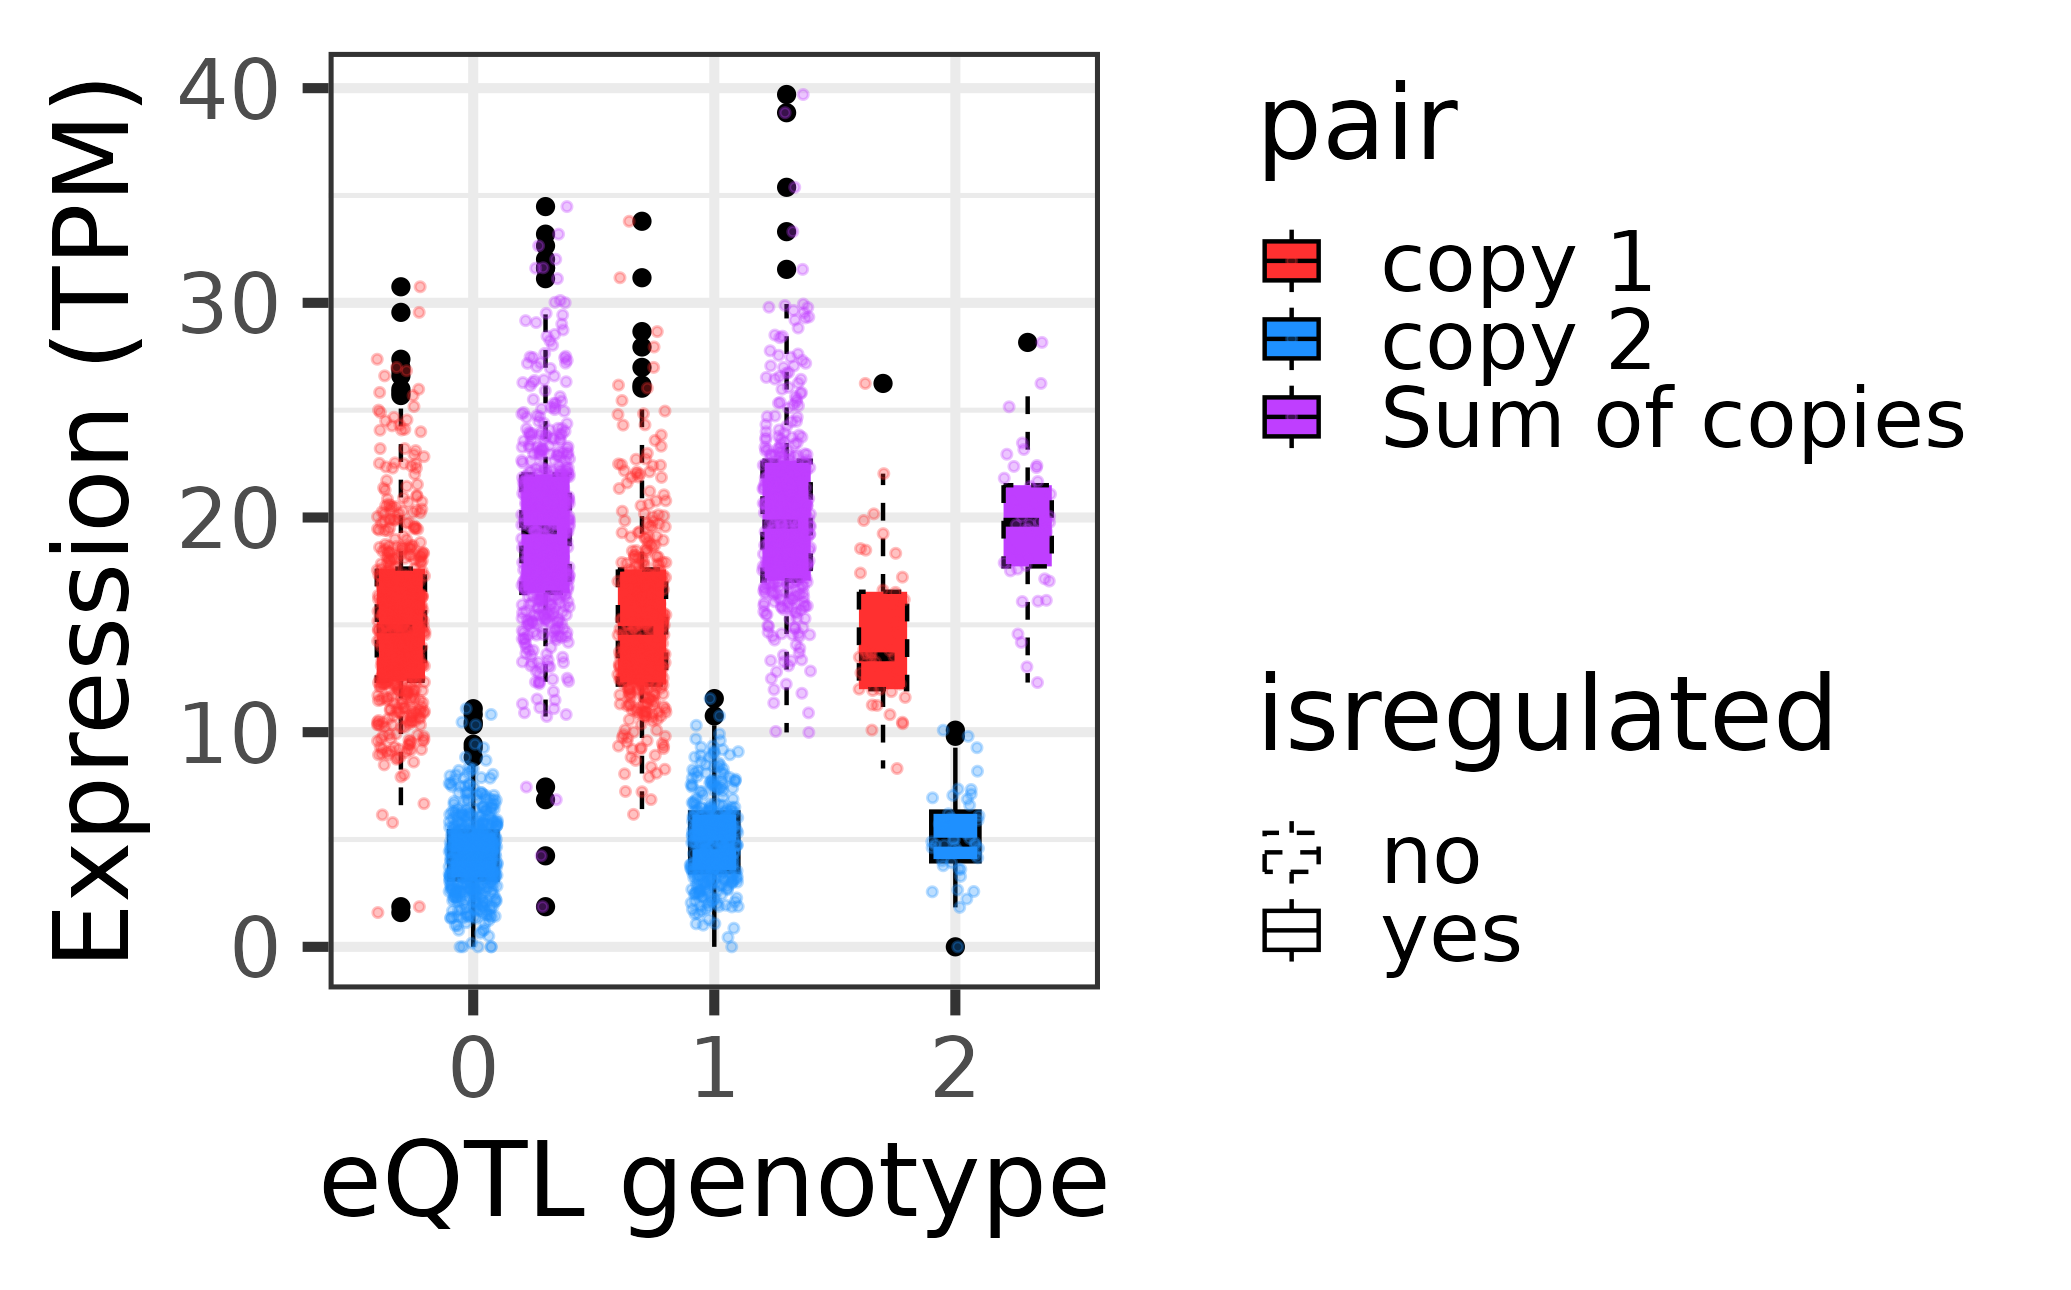 Expression (TPM)
40
30
20
10
0
0 1 2
eQTL genotype
pair
copy 1
copy 2
Sum of copies
isregulated
no
yes